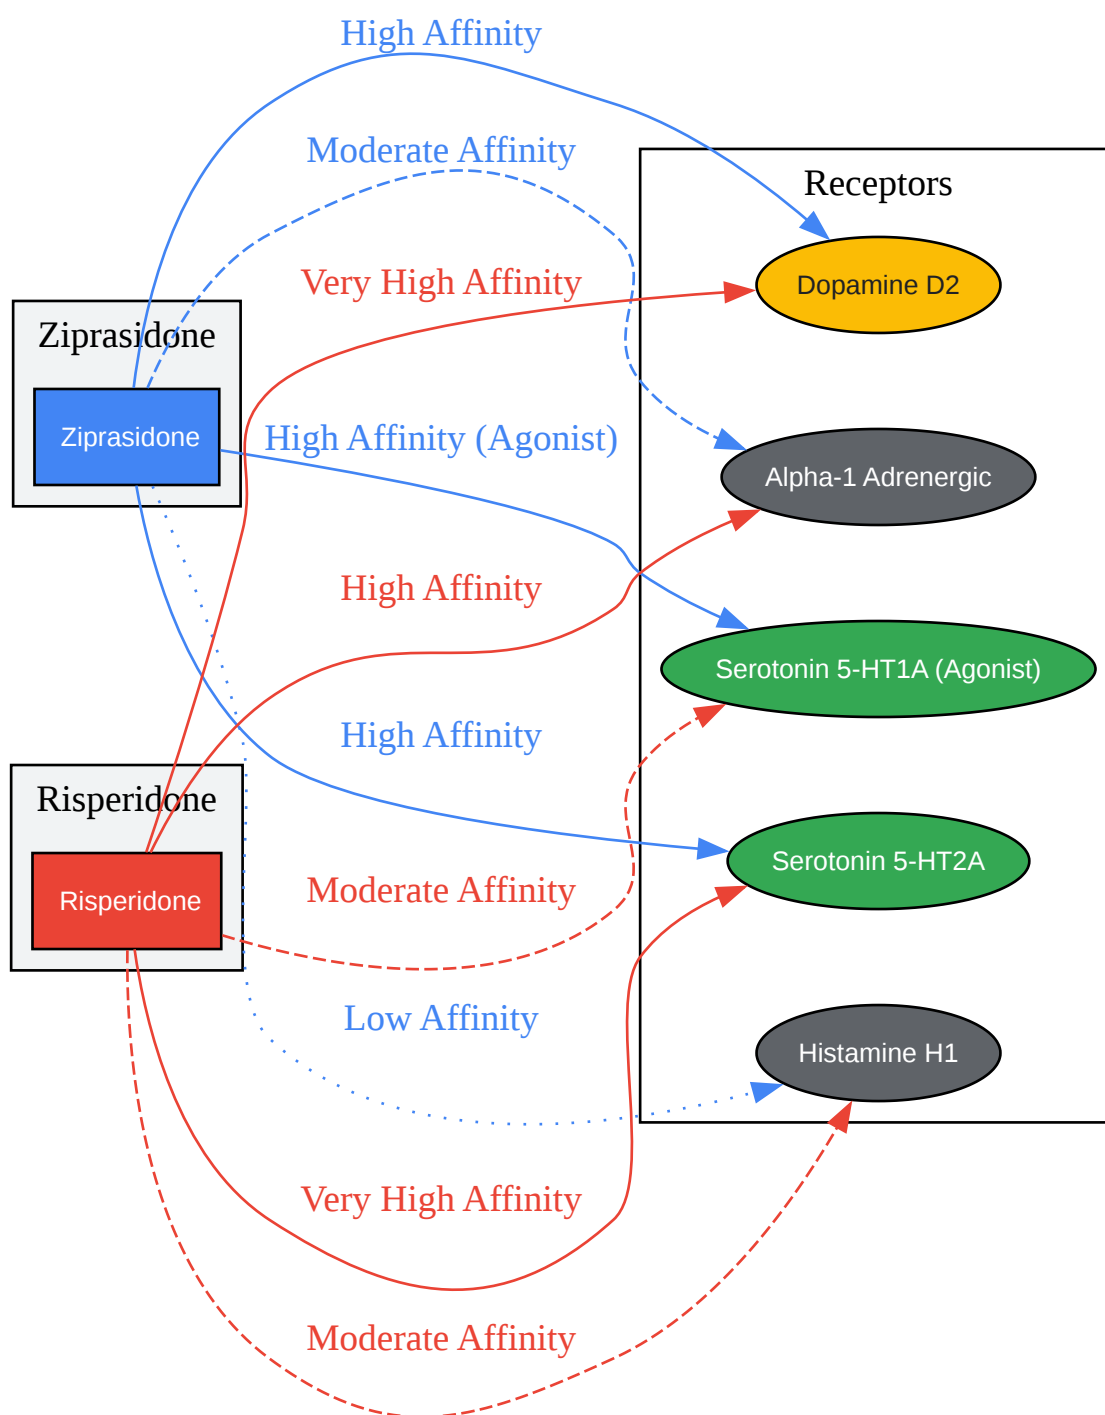 High Affinity
Moderate Affinity
Receptors
Very High Affinity
Dopamine D2
Ziprasidone
Ziprasidone
High Affinity (Agonist)
Alpha-1 Adrenergic
High Affinity
Serotonin 5-HT1A (Agonist)
High Affinity
Risperidone
Serotonin 5-HT2A
Moderate Affinity
Risperidone
Low Affinity
Histamine H1
Very High Affinity
Moderate Affinity